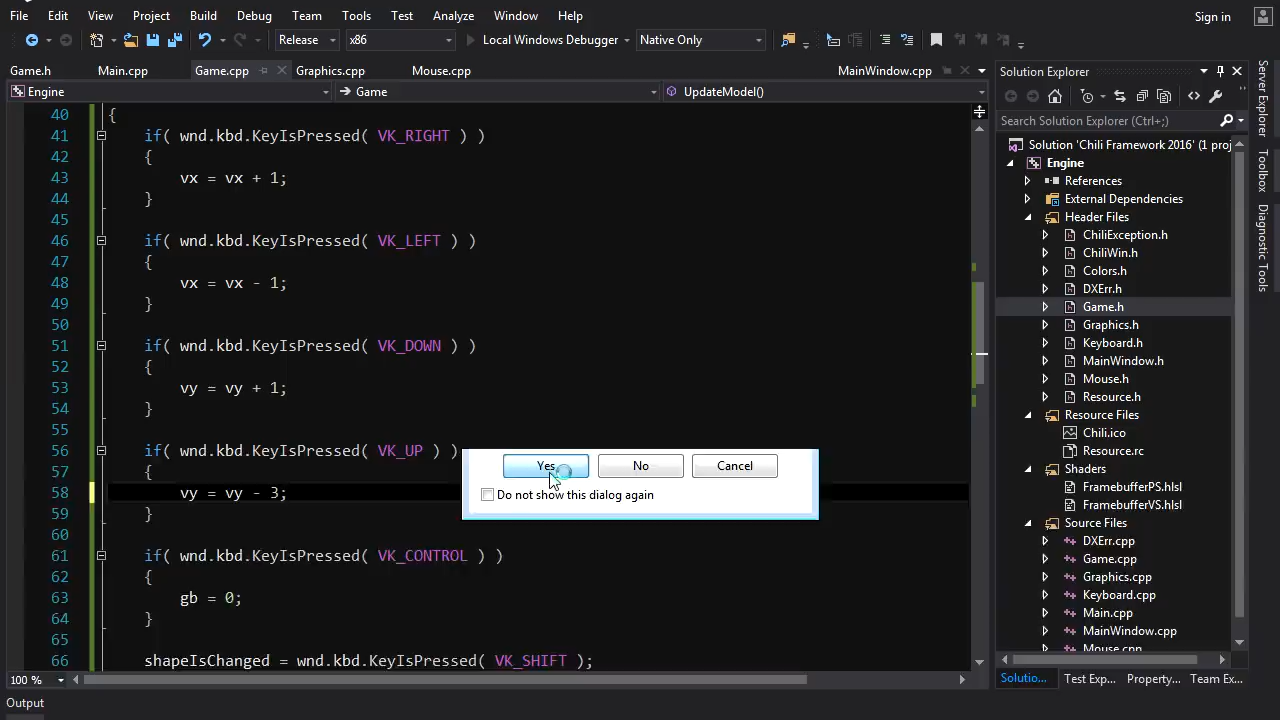 File Edit View Project Build Debug Team Tools Test Analyze Window Help Sign in
Release x86 Local Windows Debugger Native Only
Game.h Main.cpp Game.cpp Graphics.cpp Mouse.cpp MainWindow.cpp
Engine Game UpdateModel()
40 {
41 if( wnd.kbd.KeyIsPressed( VK_RIGHT ) )
42 {
43 vx = vx + 1;
44 }
45
46 if( wnd.kbd.KeyIsPressed( VK_LEFT ) )
47 {
48 vx = vx - 1;
49 }
50
51 if( wnd.kbd.KeyIsPressed( VK_DOWN ) )
52 {
53 vy = vy + 1;
54 }
55
56 if( wnd.kbd.KeyIsPressed( VK_UP ) )
57 {
58 vy = vy - 3;
59 }
60
61 if( wnd.kbd.KeyIsPressed( VK_CONTROL ) )
62 {
63 gb = 0;
64 }
65
66 shapeIsChanged = wnd.kbd.KeyIsPressed( VK_SHIFT );
100 %
Output
Yes No Cancel
Do not show this dialog again
Solution Explorer
Search Solution Explorer (Ctrl+;)
Solution 'Chili Framework 2016' (1 proj
Engine
References
External Dependencies
Header Files
ChiliException.h
ChiliWin.h
Colors.h
DXErr.h
Game.h
Graphics.h
Keyboard.h
MainWindow.h
Mouse.h
Resource.h
Resource Files
Chili.ico
Resource.rc
Shaders
FramebufferPS.hlsl
FramebufferVS.hlsl
Source Files
DXErr.cpp
Game.cpp
Graphics.cpp
Keyboard.cpp
Main.cpp
MainWindow.cpp
Mouse.cpp
Solutio... Test Exp... Property... Team Ex...
Server Explorer
Toolbox
Diagnostic Tools